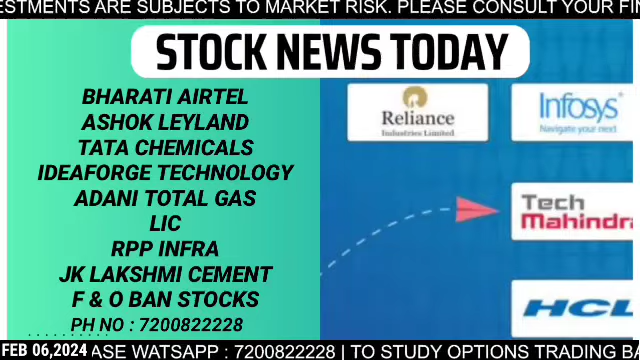 ESTMENTS ARE SUBJECTS TO MARKET RISK. PLEASE CONSULT YOUR FIN
STOCK NEWS TODAY
BHARATI AIRTEL
ASHOK LEYLAND
TATA CHEMICALS
IDEAFORGE TECHNOLOGY
ADANI TOTAL GAS
LIC
RPP INFRA
JK LAKSHMI CEMENT
F & O BAN STOCKS
PH NO : 7200822228
Reliance
Industries Limited
Infosys
Navigate your next
Tech
Mahindra
HCL
FEB 06,2024 ASE WATSAPP : 7200822228 | TO STUDY OPTIONS TRADING BA